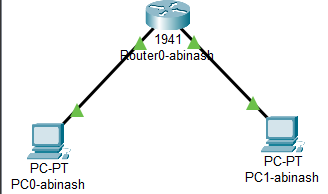 1941
Router0-abinash
PC-PT
PC0-abinash
PC-PT
PC1-abinash